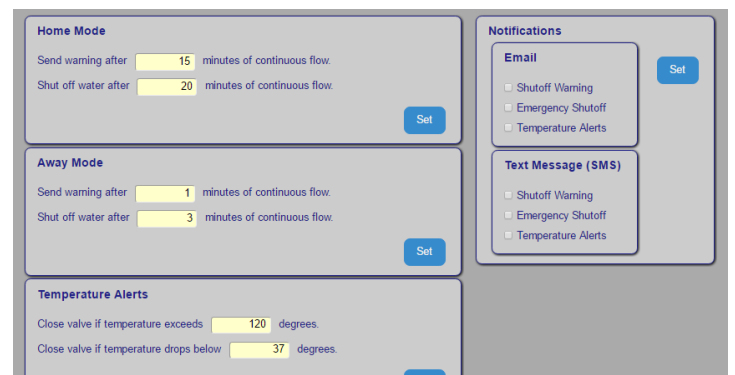 Home Mode
Send warning after 15 minutes of continuous flow.
Shut off water after 20 minutes of continuous flow.
Set
Away Mode
Send warning after 1 minutes of continuous flow.
Shut off water after 3 minutes of continuous flow.
Set
Temperature Alerts
Close valve if temperature exceeds 120 degrees.
Close valve if temperature drops below 37 degrees.
Notifications
Email
Set
Shutoff Warning
Emergency Shutoff
Temperature Alerts
Text Message (SMS)
Shutoff Warning
Emergency Shutoff
Temperature Alerts